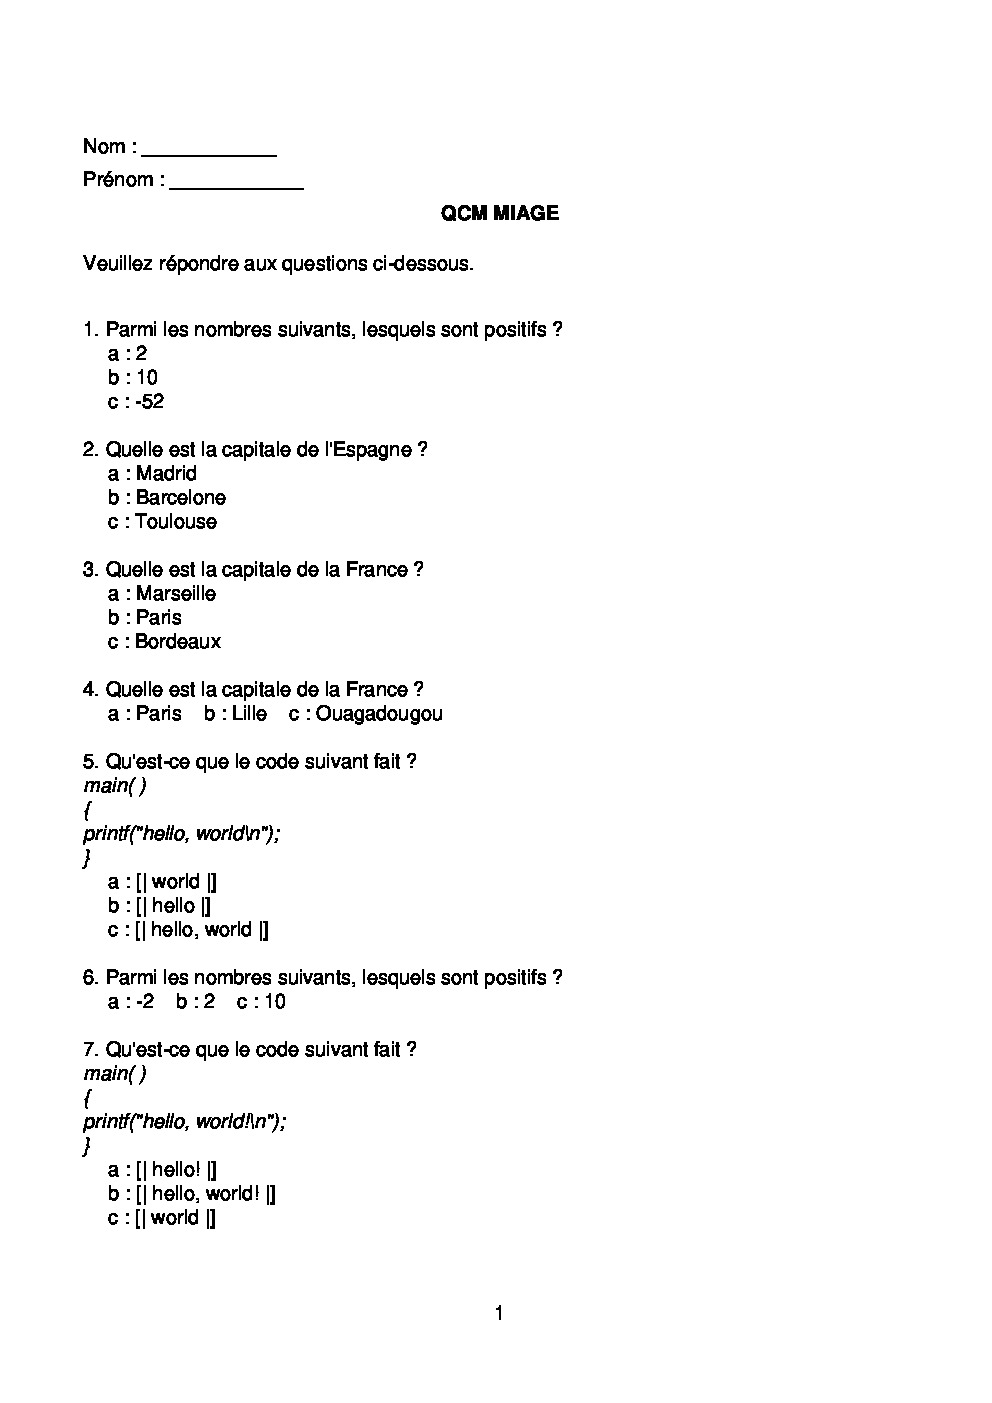 Nom : ____________
Prénom : ____________
QCM MIAGE
Veuillez répondre aux questions ci-dessous.
1. Parmi les nombres suivants, lesquels sont positifs ?
a : 2
b : 10
c : -52
2. Quelle est la capitale de l'Espagne ?
a : Madrid
b : Barcelone
c : Toulouse
3. Quelle est la capitale de la France ?
a : Marseille
b : Paris
c : Bordeaux
4. Quelle est la capitale de la France ?
a : Paris b : Lille c : Ouagadougou
5. Qu'est-ce que le code suivant fait ?
main( )
{
printf("hello, world\n");
}
a : [| world |]
b : [| hello |]
c : [| hello, world |]
6. Parmi les nombres suivants, lesquels sont positifs ?
a : -2 b : 2 c : 10
7. Qu'est-ce que le code suivant fait ?
main( )
{
printf("hello, world!\n");
}
a : [| hello! |]
b : [| hello, world! |]
c : [| world |]
1